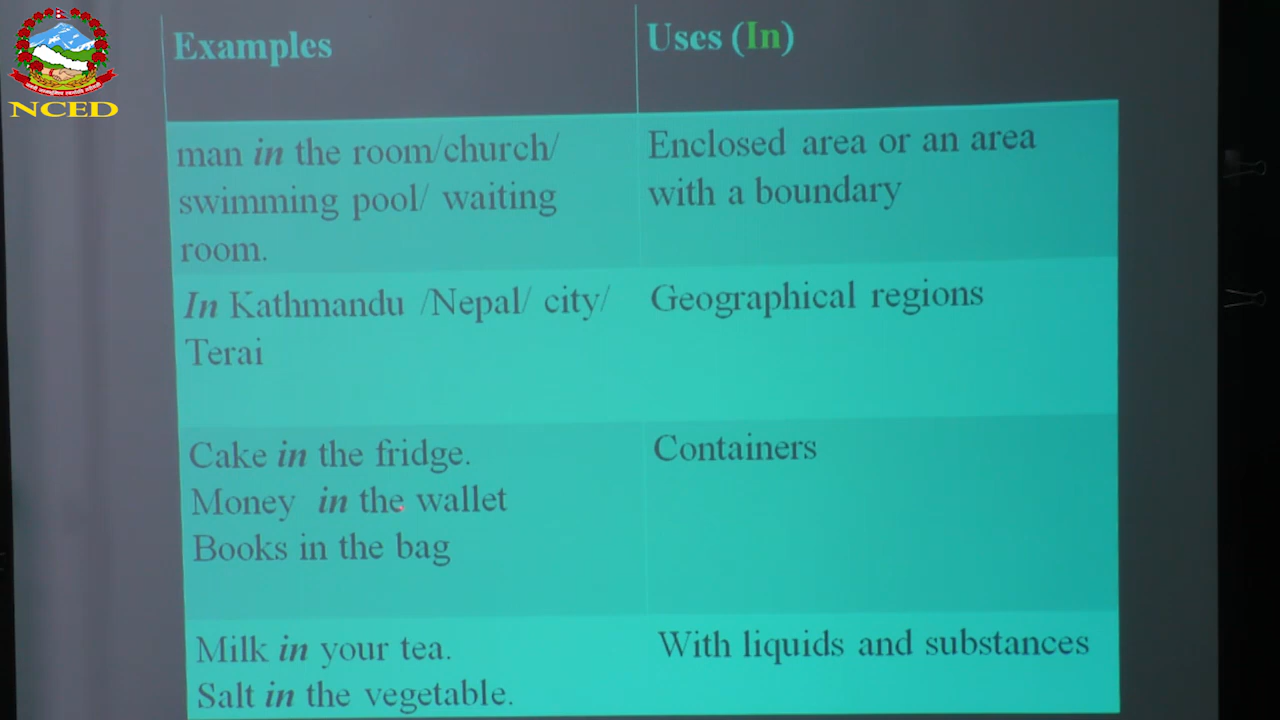 NCED
Examples
Uses (In)
man in the room/church/
swimming pool/ waiting
room.
Enclosed area or an area
with a boundary
In Kathmandu /Nepal/ city/
Terai
Geographical regions
Cake in the fridge.
Money in the wallet
Books in the bag
Containers
Milk in your tea.
Salt in the vegetable.
With liquids and substances